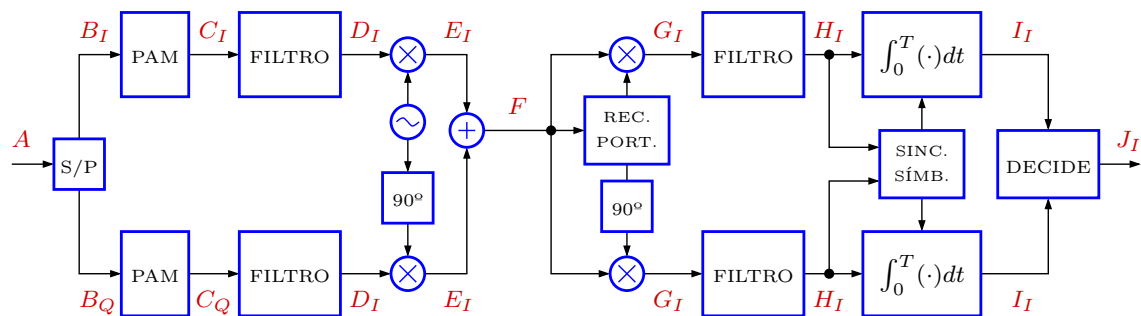 B_I C_I D_I E_I G_I H_I I_I
PAM FILTRO FILTRO ∫_0^T (·)dt
A F J_I
S/P
REC.
PORT.
SINC.
SÍMB.
DECIDE
90º 90º
PAM FILTRO FILTRO ∫_0^T (·)dt
B_Q C_Q D_I E_I G_I H_I I_I